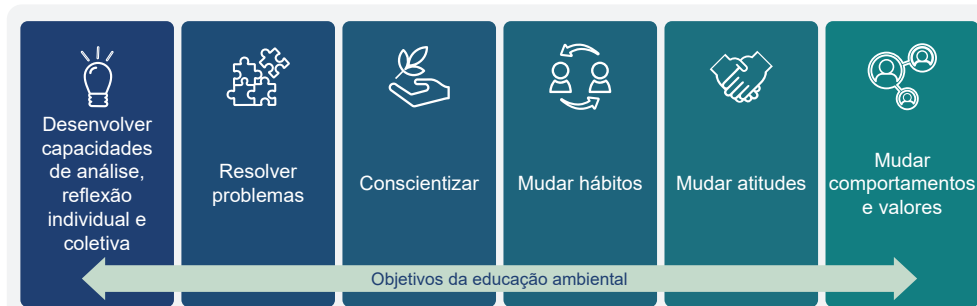 Desenvolver
capacidades
de análise,
reflexão
individual e
coletiva
Resolver
problemas
Conscientizar
Mudar hábitos
Mudar atitudes
Mudar
comportamentos
e valores
Objetivos da educação ambiental